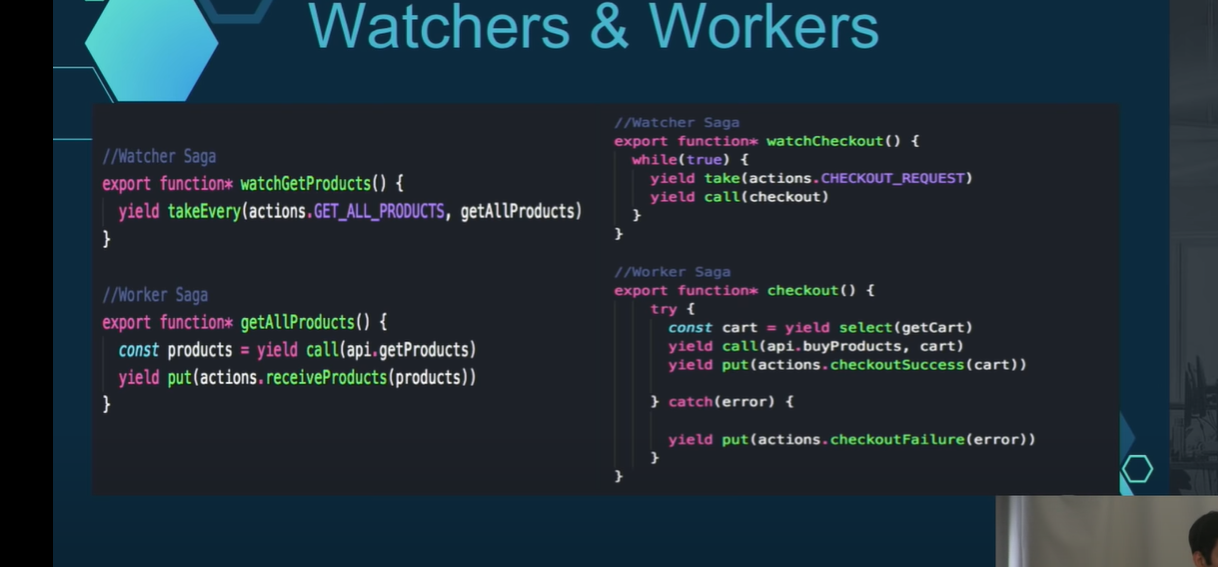 Watchers & Workers
//Watcher Saga
export function* watchGetProducts() {
  yield takeEvery(actions.GET_ALL_PRODUCTS, getAllProducts)
}
//Worker Saga
export function* getAllProducts() {
  const products = yield call(api.getProducts)
  yield put(actions.receiveProducts(products))
}
//Watcher Saga
export function* watchCheckout() {
  while(true) {
    yield take(actions.CHECKOUT_REQUEST)
    yield call(checkout)
  }
}
//Worker Saga
export function* checkout() {
    try {
      const cart = yield select(getCart)
      yield call(api.buyProducts, cart)
      yield put(actions.checkoutSuccess(cart))
    } catch(error) {
      yield put(actions.checkoutFailure(error))
    }
}